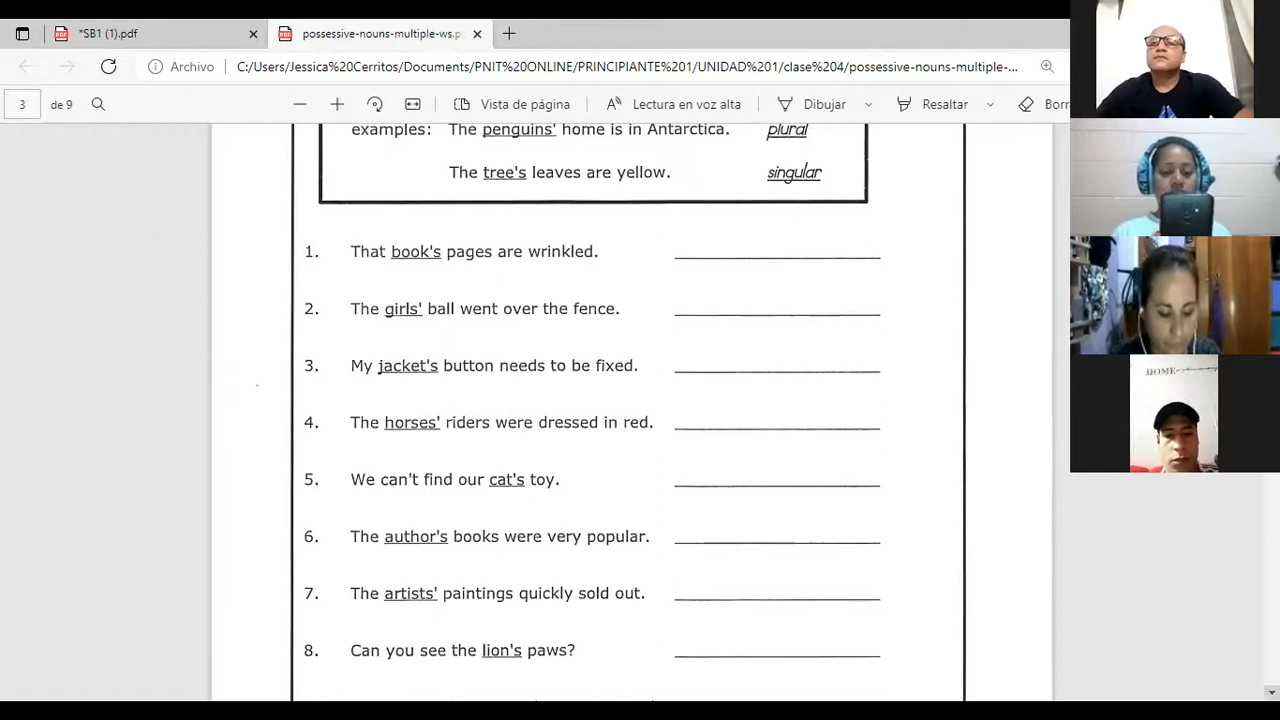 *SB1 (1).pdf
possessive-nouns-multiple-ws.p
Archivo
C:/Users/Jessica%20Cerritos/Documents/PNIT%20ONLINE/PRINCIPIANTE%201/UNIDAD%201/clase%204/possessive-nouns-multiple-...
3 de 9
Vista de página
Lectura en voz alta
Dibujar
Resaltar
Borr
examples: The penguins' home is in Antarctica. plural
The tree's leaves are yellow. singular
1. That book's pages are wrinkled.
2. The girls' ball went over the fence.
3. My jacket's button needs to be fixed.
4. The horses' riders were dressed in red.
5. We can't find our cat's toy.
6. The author's books were very popular.
7. The artists' paintings quickly sold out.
8. Can you see the lion's paws?
HOME